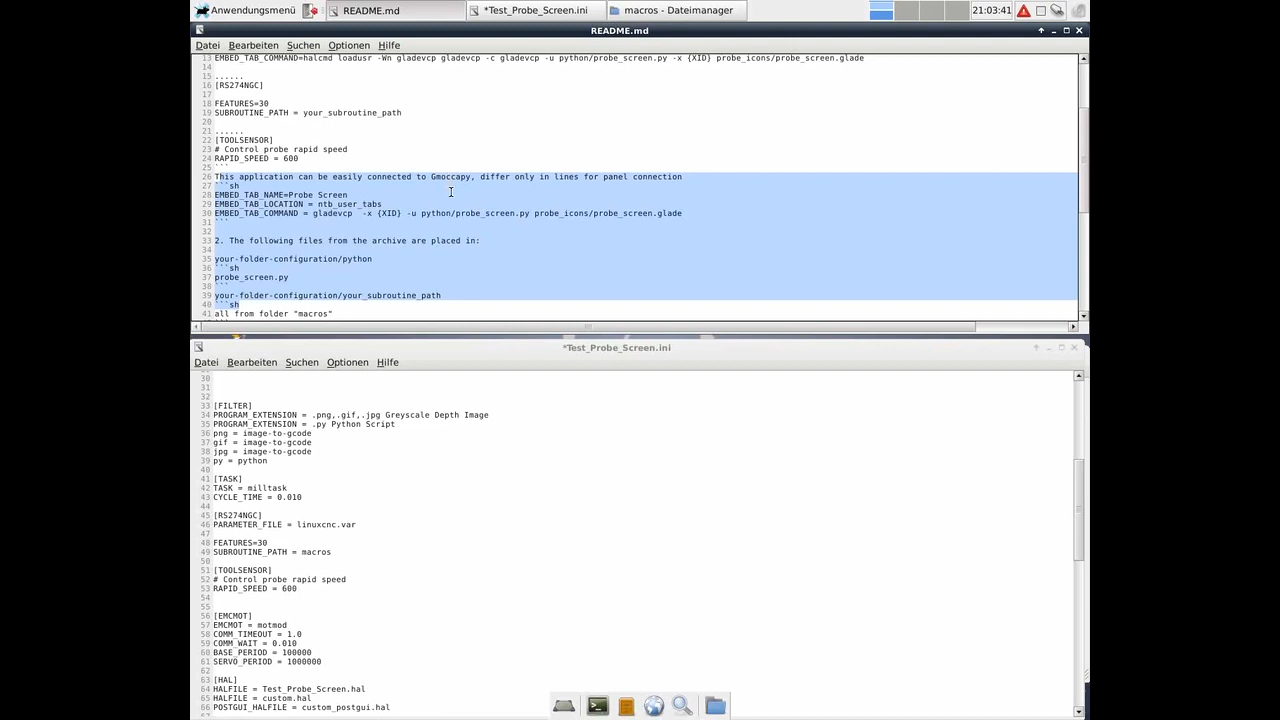 Anwendungsmenü README.md *Test_Probe_Screen.ini macros - Dateimanager 21:03:41
README.md
Datei Bearbeiten Suchen Optionen Hilfe
13 EMBED_TAB_COMMAND=halcmd loadusr -Wn gladevcp gladevcp -c gladevcp -u python/probe_screen.py -x {XID} probe_icons/probe_screen.glade
14
15 ......
16 [RS274NGC]
17
18 FEATURES=30
19 SUBROUTINE_PATH = your_subroutine_path
20
21 ......
22 [TOOLSENSOR]
23 # Control probe rapid speed
24 RAPID_SPEED = 600
25 ```
26 This application can be easily connected to Gmoccapy, differ only in lines for panel connection
27 ```sh
28 EMBED_TAB_NAME=Probe Screen
29 EMBED_TAB_LOCATION = ntb_user_tabs
30 EMBED_TAB_COMMAND = gladevcp  -x {XID} -u python/probe_screen.py probe_icons/probe_screen.glade
31 ```
32
33 2. The following files from the archive are placed in:
34
35 your-folder-configuration/python
36 ```sh
37 probe_screen.py
38 ```
39 your-folder-configuration/your_subroutine_path
40 ```sh
41 all from folder "macros"
*Test_Probe_Screen.ini
Datei Bearbeiten Suchen Optionen Hilfe
30
31
32
33 [FILTER]
34 PROGRAM_EXTENSION = .png,.gif,.jpg Greyscale Depth Image
35 PROGRAM_EXTENSION = .py Python Script
36 png = image-to-gcode
37 gif = image-to-gcode
38 jpg = image-to-gcode
39 py = python
40
41 [TASK]
42 TASK = milltask
43 CYCLE_TIME = 0.010
44
45 [RS274NGC]
46 PARAMETER_FILE = linuxcnc.var
47
48 FEATURES=30
49 SUBROUTINE_PATH = macros
50
51 [TOOLSENSOR]
52 # Control probe rapid speed
53 RAPID_SPEED = 600
54
55
56 [EMCMOT]
57 EMCMOT = motmod
58 COMM_TIMEOUT = 1.0
59 COMM_WAIT = 0.010
60 BASE_PERIOD = 100000
61 SERVO_PERIOD = 1000000
62
63 [HAL]
64 HALFILE = Test_Probe_Screen.hal
65 HALFILE = custom.hal
66 POSTGUI_HALFILE = custom_postgui.hal